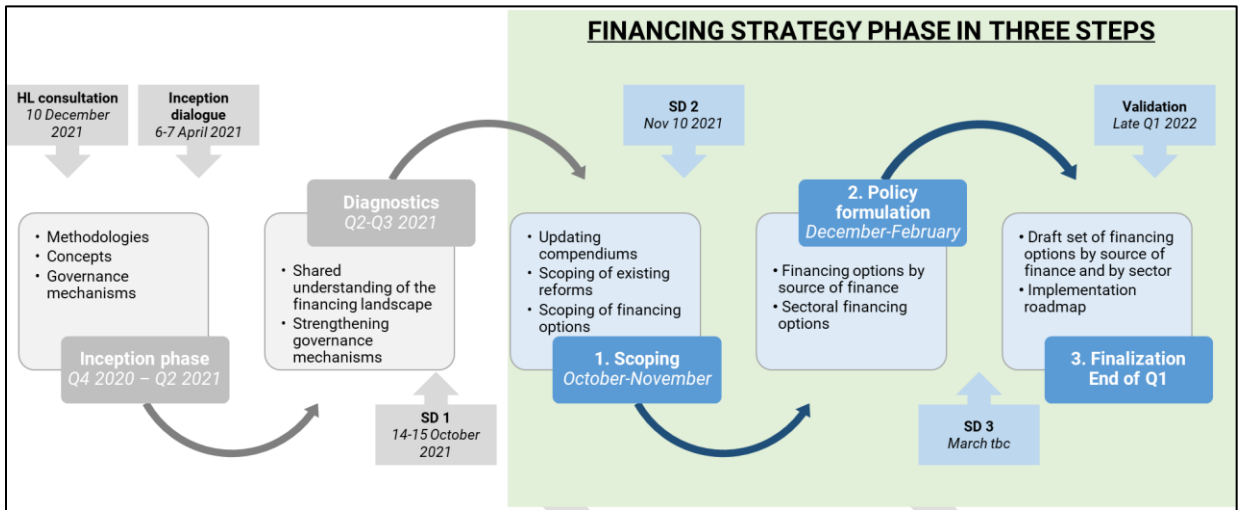 FINANCING STRATEGY PHASE IN THREE STEPS
HL consultation
10 December
2021
Inception
dialogue
6-7 April 2021
• Methodologies
• Concepts
• Governance
mechanisms
Inception phase
Q4 2020 – Q2 2021
Diagnostics
Q2-Q3 2021
• Shared
understanding of the
financing landscape
• Strengthening
governance
mechanisms
SD 1
14-15 October
2021
SD 2
Nov 10 2021
• Updating
compendiums
• Scoping of existing
reforms
• Scoping of financing
options
1. Scoping
October-November
2. Policy
formulation
December-February
• Financing options by
source of finance
• Sectoral financing
options
SD 3
March tbc
Validation
Late Q1 2022
• Draft set of financing
options by source of
finance and by sector
• Implementation
roadmap
3. Finalization
End of Q1